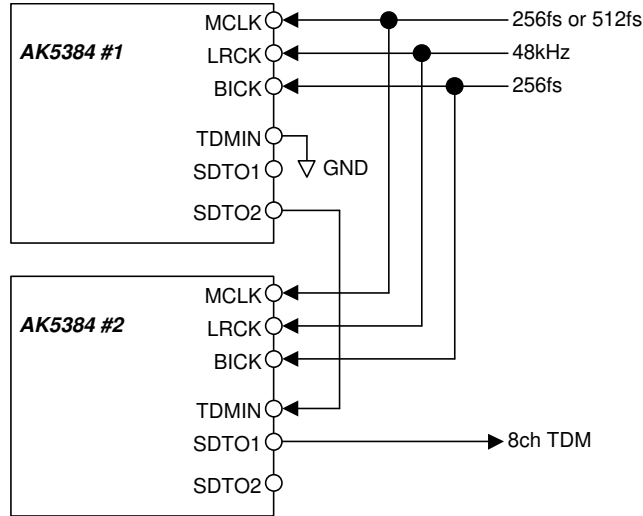 MCLK 256fs or 512fs
AK5384 #1 LRCK 48kHz
BICK 256fs
TDMIN
SDTO1 GND
SDTO2
MCLK
AK5384 #2 LRCK
BICK
TDMIN
SDTO1 8ch TDM
SDTO2